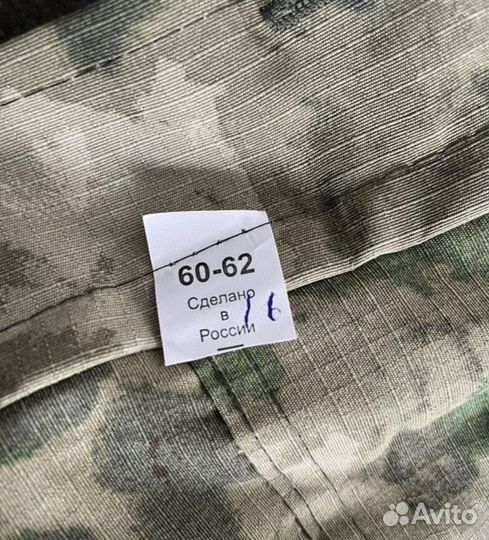 60-62
Сделано
в
России
16
Avito